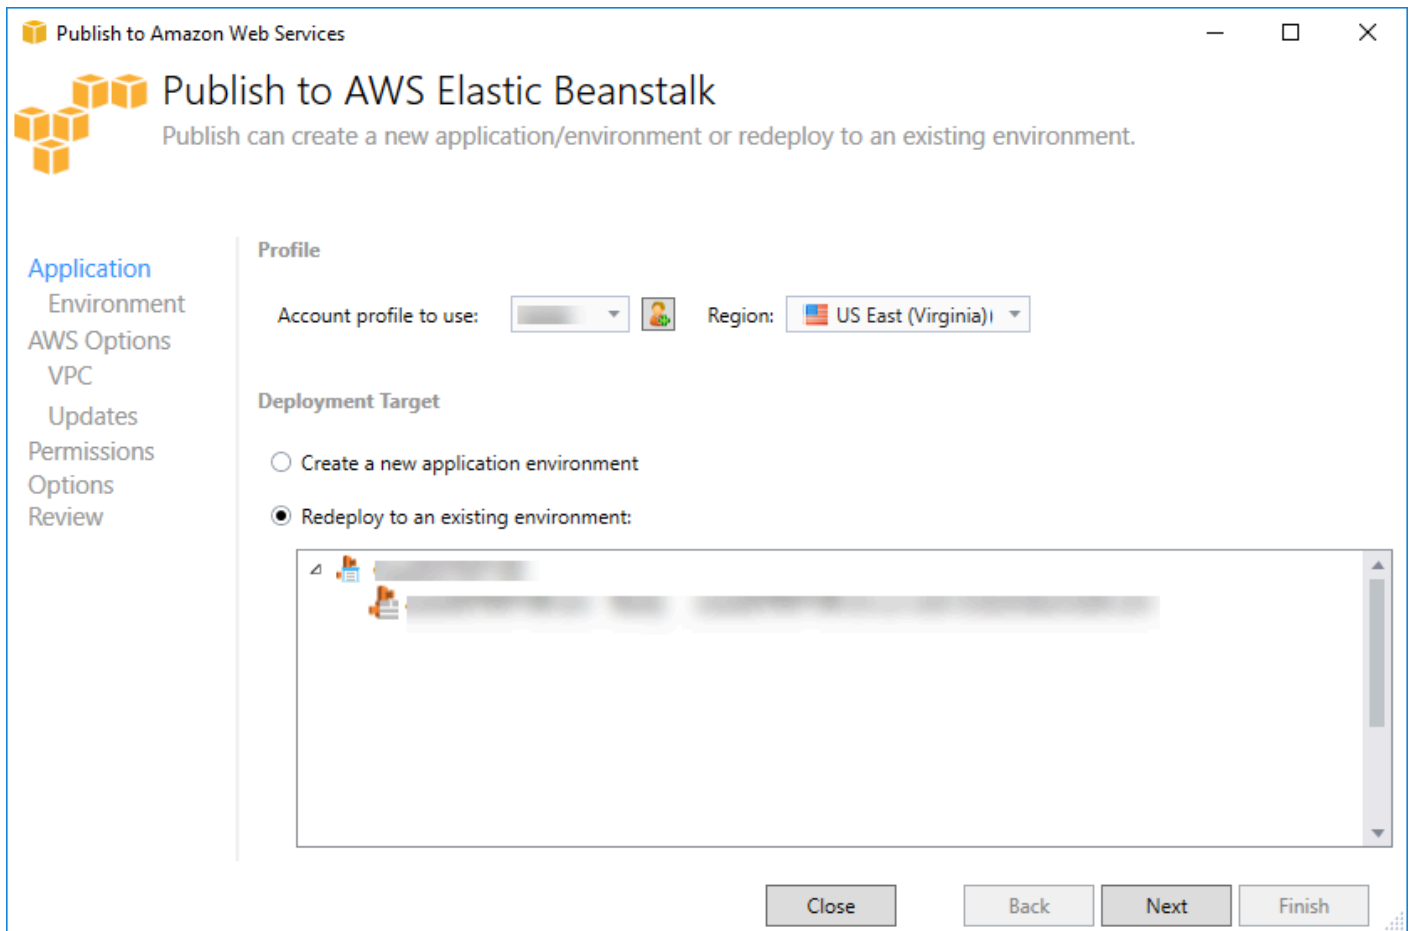 Publish to Amazon Web Services
Publish to AWS Elastic Beanstalk
Publish can create a new application/environment or redeploy to an existing environment.
Application
Environment
AWS Options
VPC
Updates
Permissions
Options
Review
Profile
Account profile to use:
Region: US East (Virginia)
Deployment Target
Create a new application environment
Redeploy to an existing environment:
Close Back Next Finish